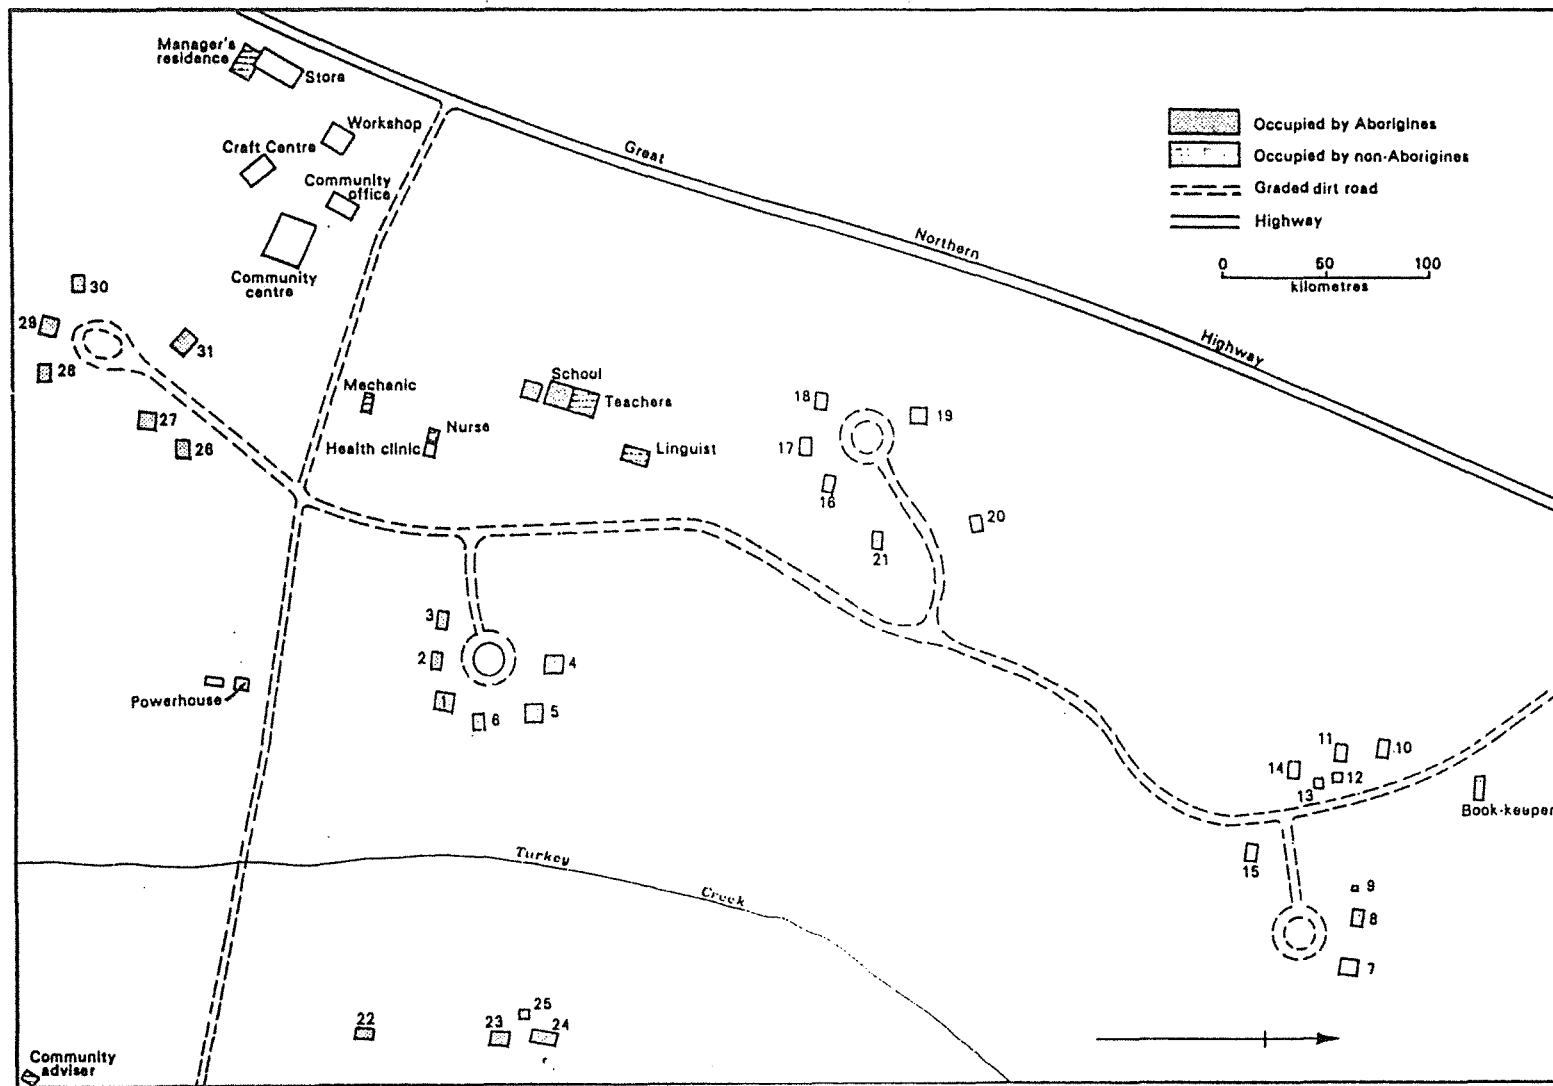 Manager's
residence
Store
Workshop
Craft Centre
Community
office
Community
centre
Great
Northern
Highway
Occupied by Aborigines
Occupied by non-Aborigines
Graded dirt road
Highway
0 50 100
kilometres
30
29
31
28
27
26
Mechanic
Nurse
Health clinic
School
Teachers
Linguist
18
19
17
16
20
21
3
2
4
1
6
5
Powerhouse
11
10
14
12
13
Book-keeper
15
9
8
7
Turkey
Creek
22
23
25
24
Community
adviser